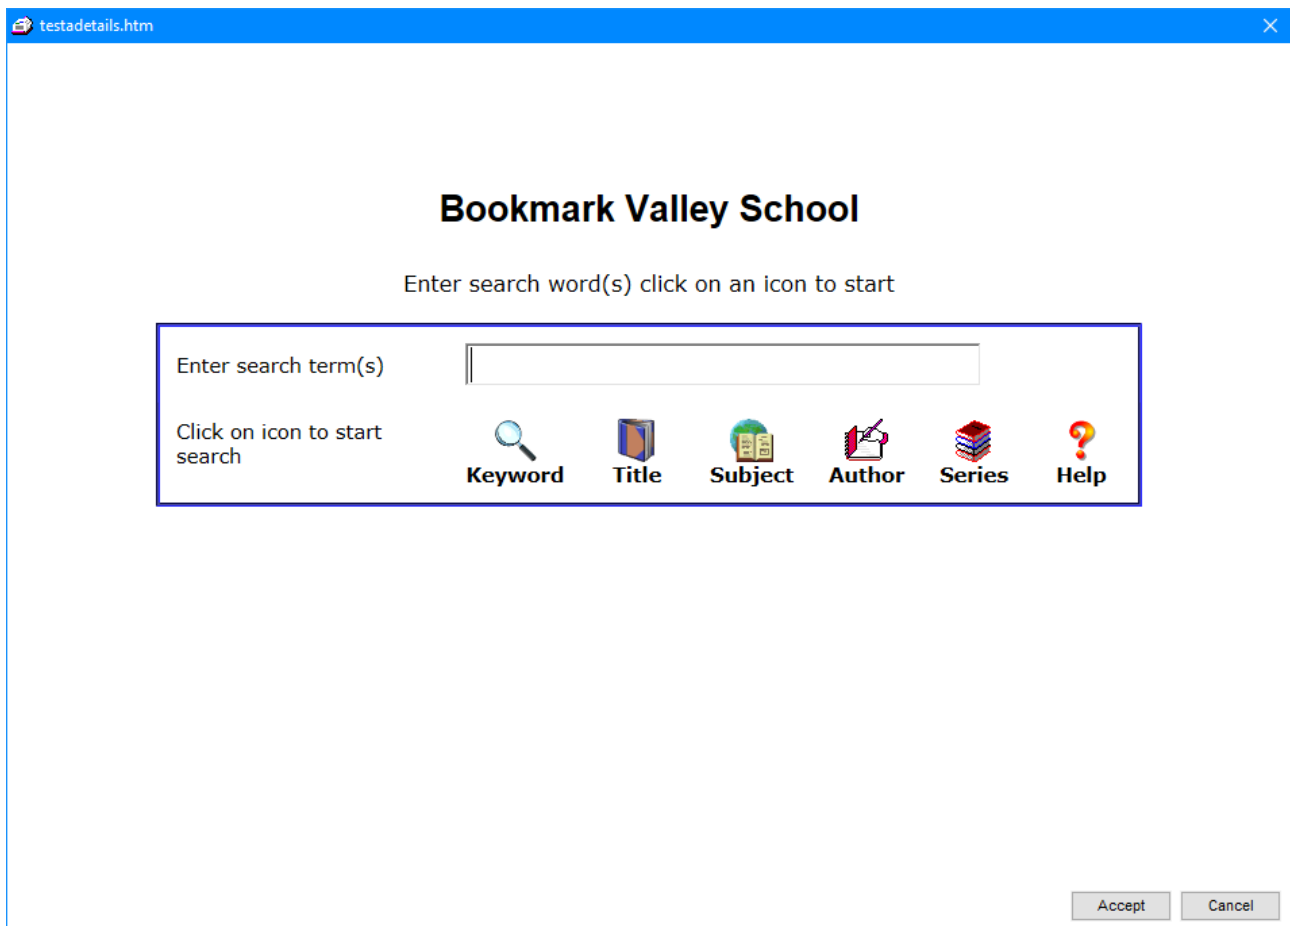 testadetails.htm
Bookmark Valley School
Enter search word(s) click on an icon to start
Enter search term(s)
Click on icon to start
search
Keyword Title Subject Author Series Help
Accept Cancel